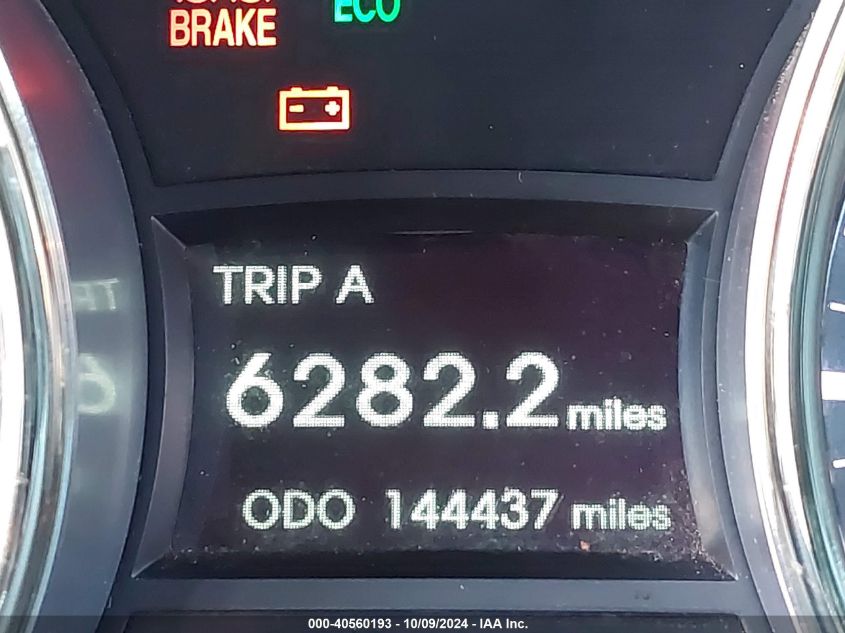 BRAKE ECO
TRIP A
6282.2 miles
ODO 144437 miles
000-40560193 - 10/09/2024 - IAA Inc.